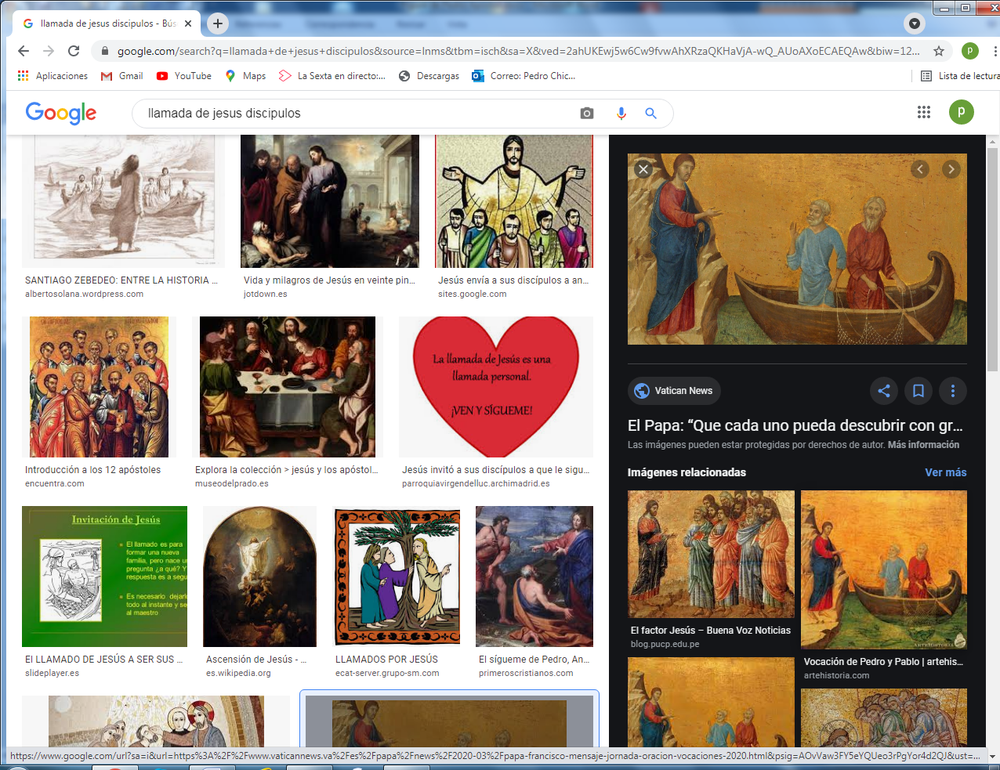 llamada de jesus discipulos - Bús
google.com/search?q=llamada+de+jesus+discipulos&source=lnms&tbm=isch&sa=X&ved=2ahUKEwj5w6Cw9fvwAhXRzaQKHaVjA-wQ_AUoAXoECAEQAw&biw=12...
P
Aplicaciones
Gmail
YouTube
Maps
La Sexta en directo:...
Descargas
Correo: Pedro Chic...
Lista de lectura
Google
llamada de jesus discipulos
P
SANTIAGO ZEBEDEO: ENTRE LA HISTORIA ...
albertosolana.wordpress.com
Vida y milagros de Jesús en veinte pin...
jotdown.es
Jesús envía a sus discípulos a an...
sites.google.com
La llamada de Jesús es una
llamada personal.
¡VEN Y SÍGUEME!
Introducción a los 12 apóstoles
encuentra.com
Explora la colección > jesús y los apóstol...
museodelprado.es
Jesús invitó a sus discípulos a que le sigu...
parroquiavirgendelluc.archimadrid.es
Invitación de Jesús
El llamado es para
formar una nueva
familia, pero nace un
pregunta ¿a qué? Y
respuesta es a segu
Es necesario dejarlo
todo al instante y se
al maestro
El LLAMADO DE JESÚS A SER SUS ...
slideplayer.es
Ascensión de Jesús - ...
es.wikipedia.org
LLAMADOS POR JESÚS
ecat-server.grupo-sm.com
El sígueme de Pedro, An...
primeroscristianos.com
Vatican News
El Papa: “Que cada uno pueda descubrir con gr...
Las imágenes pueden estar protegidas por derechos de autor. Más información
Imágenes relacionadas
Ver más
El factor Jesús – Buena Voz Noticias
blog.pucp.edu.pe
ARTEHISTORIA
Vocación de Pedro y Pablo | artehis...
artehistoria.com
https://www.google.com/url?sa=i&url=https%3A%2F%2Fwww.vaticannews.va%2Fes%2Fpapa%2Fnews%2F2020-03%2Fpapa-francisco-mensaje-jornada-oracion-vocaciones-2020.html&psig=AOvVaw3FY5eYQUeo3rPgYor4d2QJ&ust=...